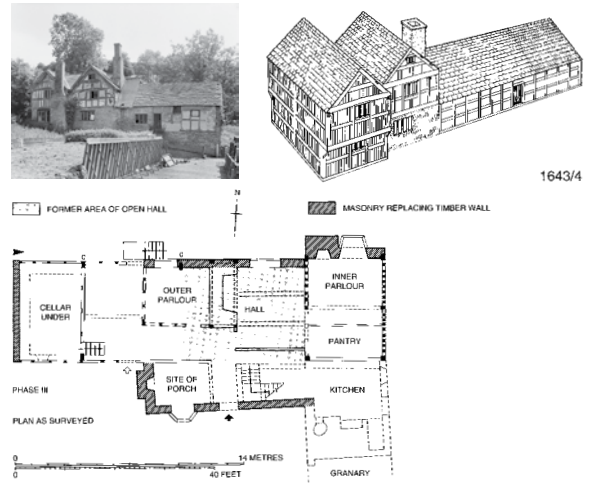 1643/4
N
FORMER AREA OF OPEN HALL
MASONRY REPLACING TIMBER WALL
C
C
OUTER
PARLOUR
INNER
PARLOUR
CELLAR
UNDER
HALL
PANTRY
SITE OF
PORCH
KITCHEN
PHASE III
PLAN AS SURVEYED
0
14 METRES
0
40 FEET
GRANARY